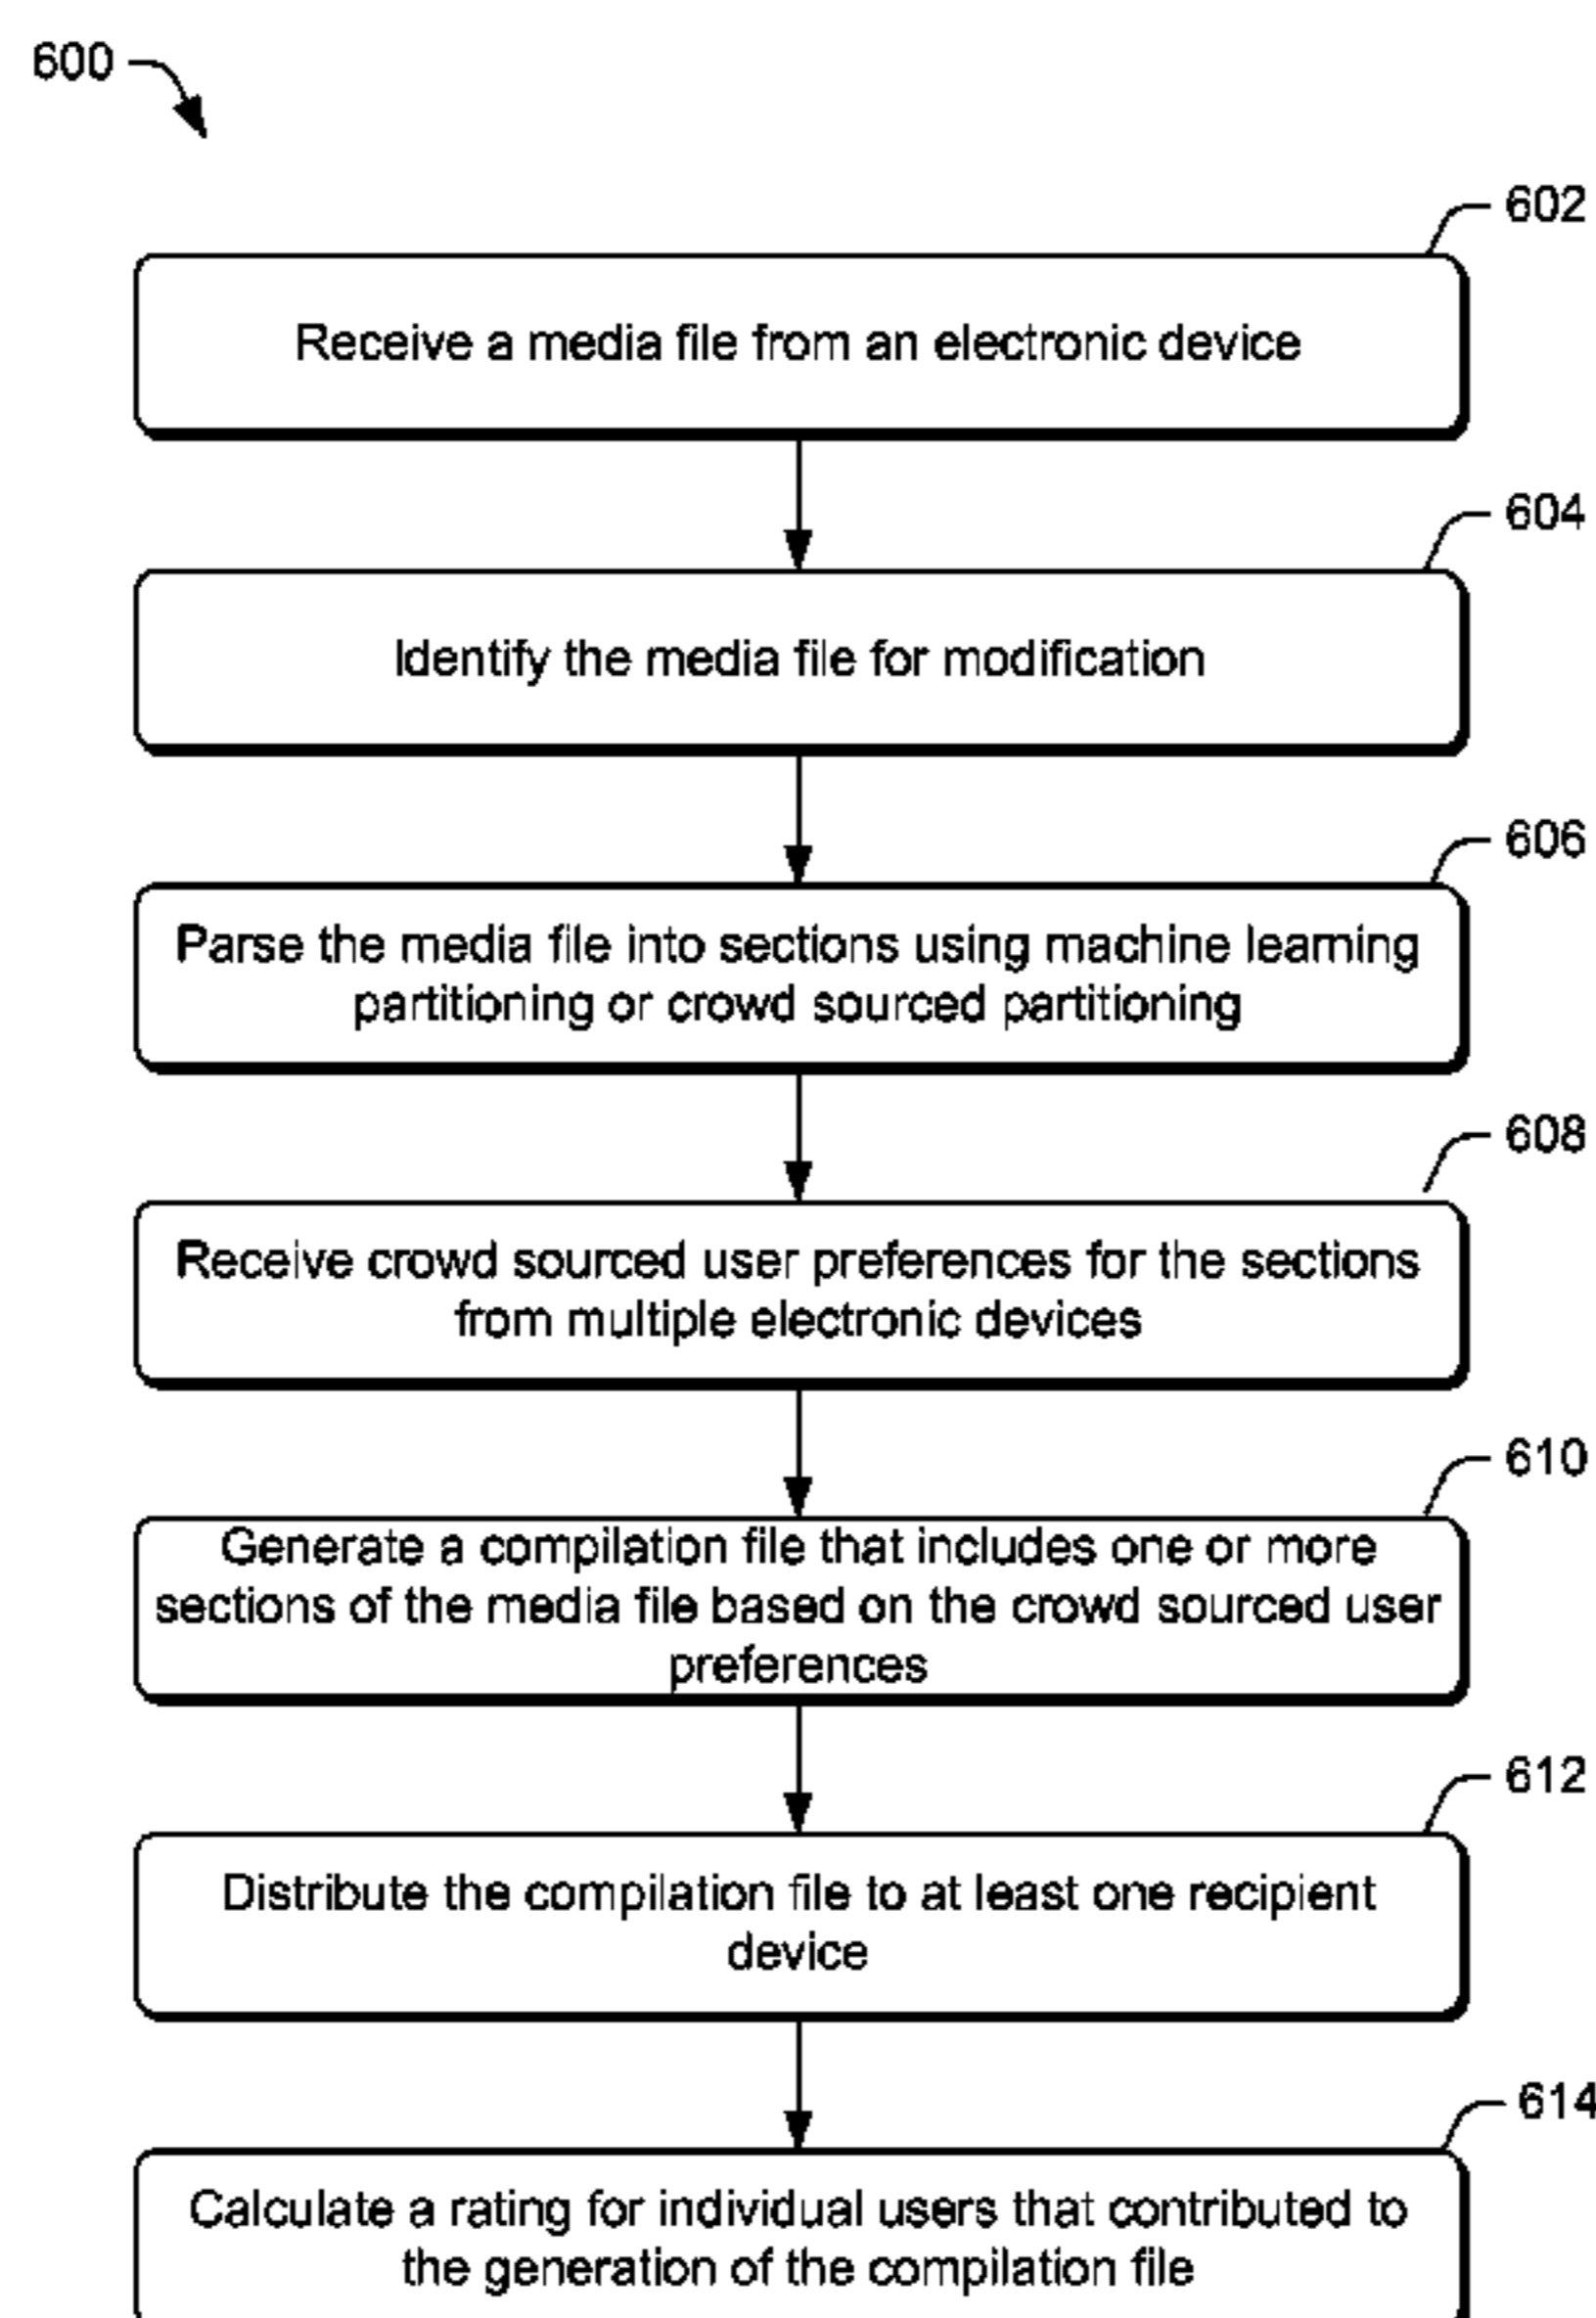 600
602
Receive a media file from an electronic device
604
Identify the media file for modification
606
Parse the media file into sections using machine learning
partitioning or crowd sourced partitioning
608
Receive crowd sourced user preferences for the sections
from multiple electronic devices
610
Generate a compilation file that includes one or more
sections of the media file based on the crowd sourced user
preferences
612
Distribute the compilation file to at least one recipient
device
614
Calculate a rating for individual users that contributed to
the generation of the compilation file